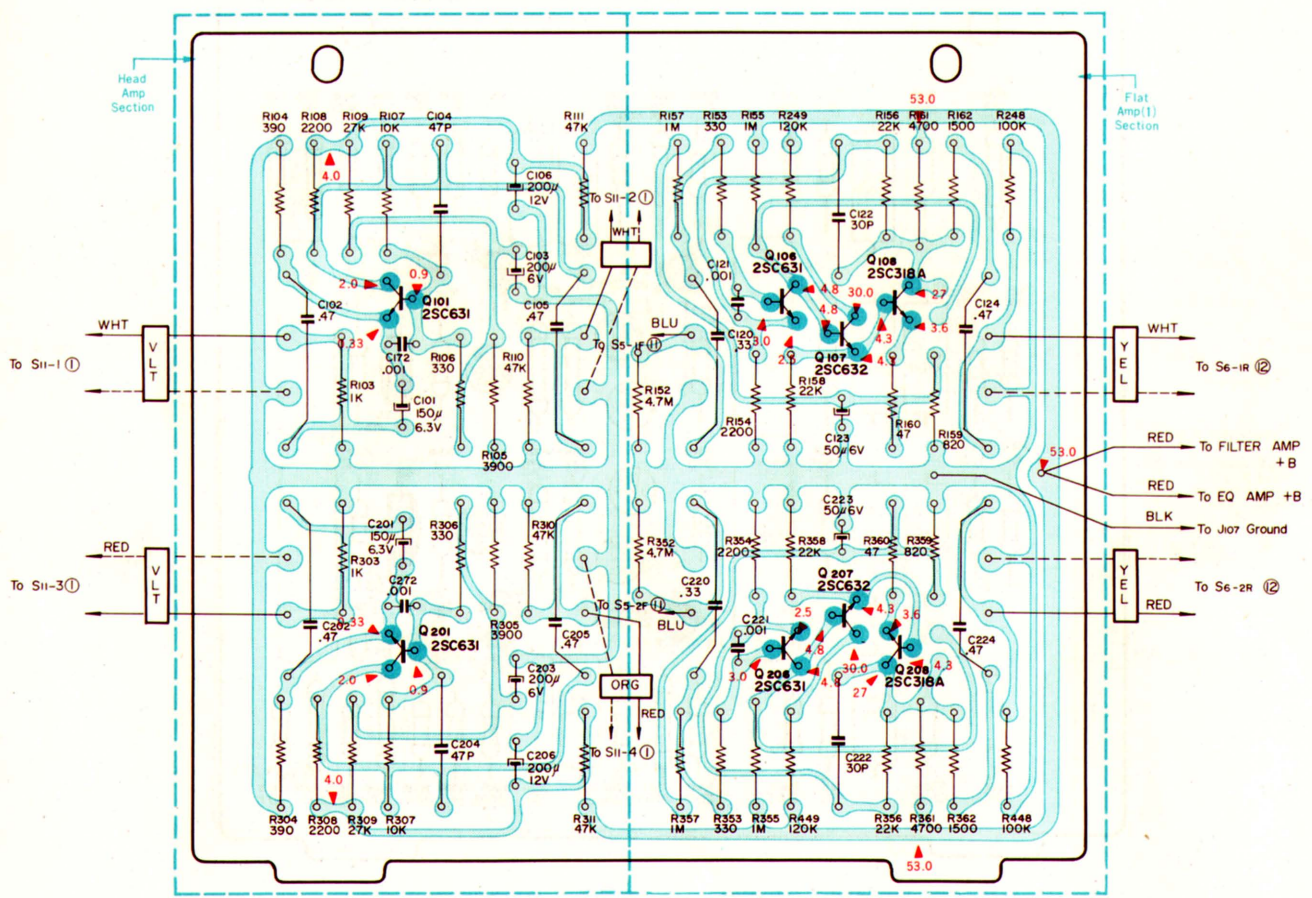 Head
Amp
Section
Flat
Amp(1)
Section
53.0
R104
390
R108
2200
R109
27K
R107
10K
C104
47P
R111
47K
R157
1M
R153
330
R155
1M
R249
120K
R156
22K
R161
4700
R162
1500
R248
100K
4.0
C106
200μ
12V
To S11-2 ①
WHT
C122
30P
C103
200μ
6V
Q106
2SC631
Q108
2SC318A
C121
.001
2.0
0.9
Q101
2SC631
4.8
4.8
30.0
27
C102
.47
C105
.47
C124
.47
WHT
VLT
To S11-1 ①
0.33
C172
.001
R106
330
R110
47K
BLU
To S5-1F ⑪
C120
.33
3.0
2.5
Q107
2SC632
4.3
4.3
3.6
WHT
YEL
To S6-1R ⑫
R103
1K
C101
150μ
6.3V
R152
4.7M
R158
22K
R154
2200
R160
47
R159
820
R105
3900
C123
50μ6V
53.0
RED
To FILTER AMP
+B
RED
To EQ AMP +B
BLK
To J107 Ground
C201
150μ
6.3V
R306
330
R310
47K
C223
50μ6V
RED
VLT
To S11-3①
R303
1K
R352
4.7M
R354
2200
R358
22K
R360
47
R359
820
YEL
To S6-2R ⑫
RED
C272
.001
C220
.33
Q207
2SC632
To S5-2F ⑪
BLU
C202
.47
0.33
Q201
2SC631
R305
3900
C205
.47
C221
.001
2.5
4.3
3.6
4.8
C224
.47
2.0
0.9
C203
200μ
6V
3.0
Q206
2SC631
4.8
30.0
27
Q208
2SC318A
4.3
ORG
RED
C204
47P
To S11-4 ①
C206
200μ
12V
C222
30P
4.0
R304
390
R308
2200
R309
27K
R307
10K
R311
47K
R357
1M
R353
330
R355
1M
R449
120K
R356
22K
R361
4700
R362
1500
R448
100K
53.0